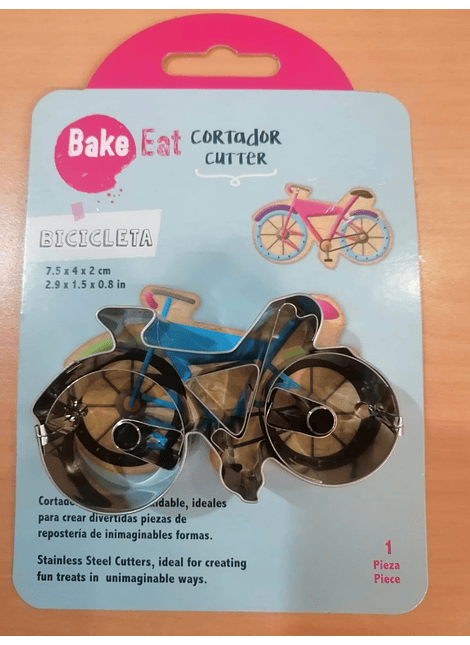 Bake Eat CORTADOR
CUTTER
BICICLETA
7.5 x 4 x 2 cm
2.9 x 1.5 x 0.8 in
idable, ideales
para crear divertidas piezas de
repostería de inimaginables formas.
Stainless Steel Cutters, ideal for creating
fun treats in unimaginable ways.
1
Pieza
Piece